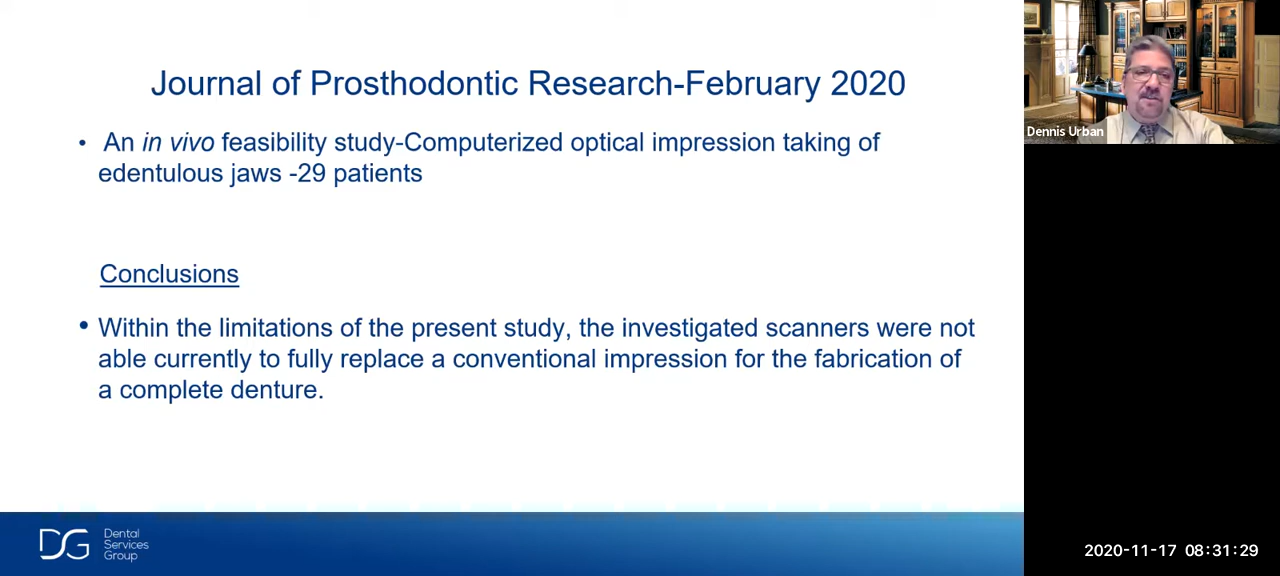 Journal of Prosthodontic Research-February 2020
• An in vivo feasibility study-Computerized optical impression taking of
edentulous jaws -29 patients
Conclusions
• Within the limitations of the present study, the investigated scanners were not
able currently to fully replace a conventional impression for the fabrication of
a complete denture.
DG
Dental
Services
Group
Dennis Urban
2020-11-17 08:31:29